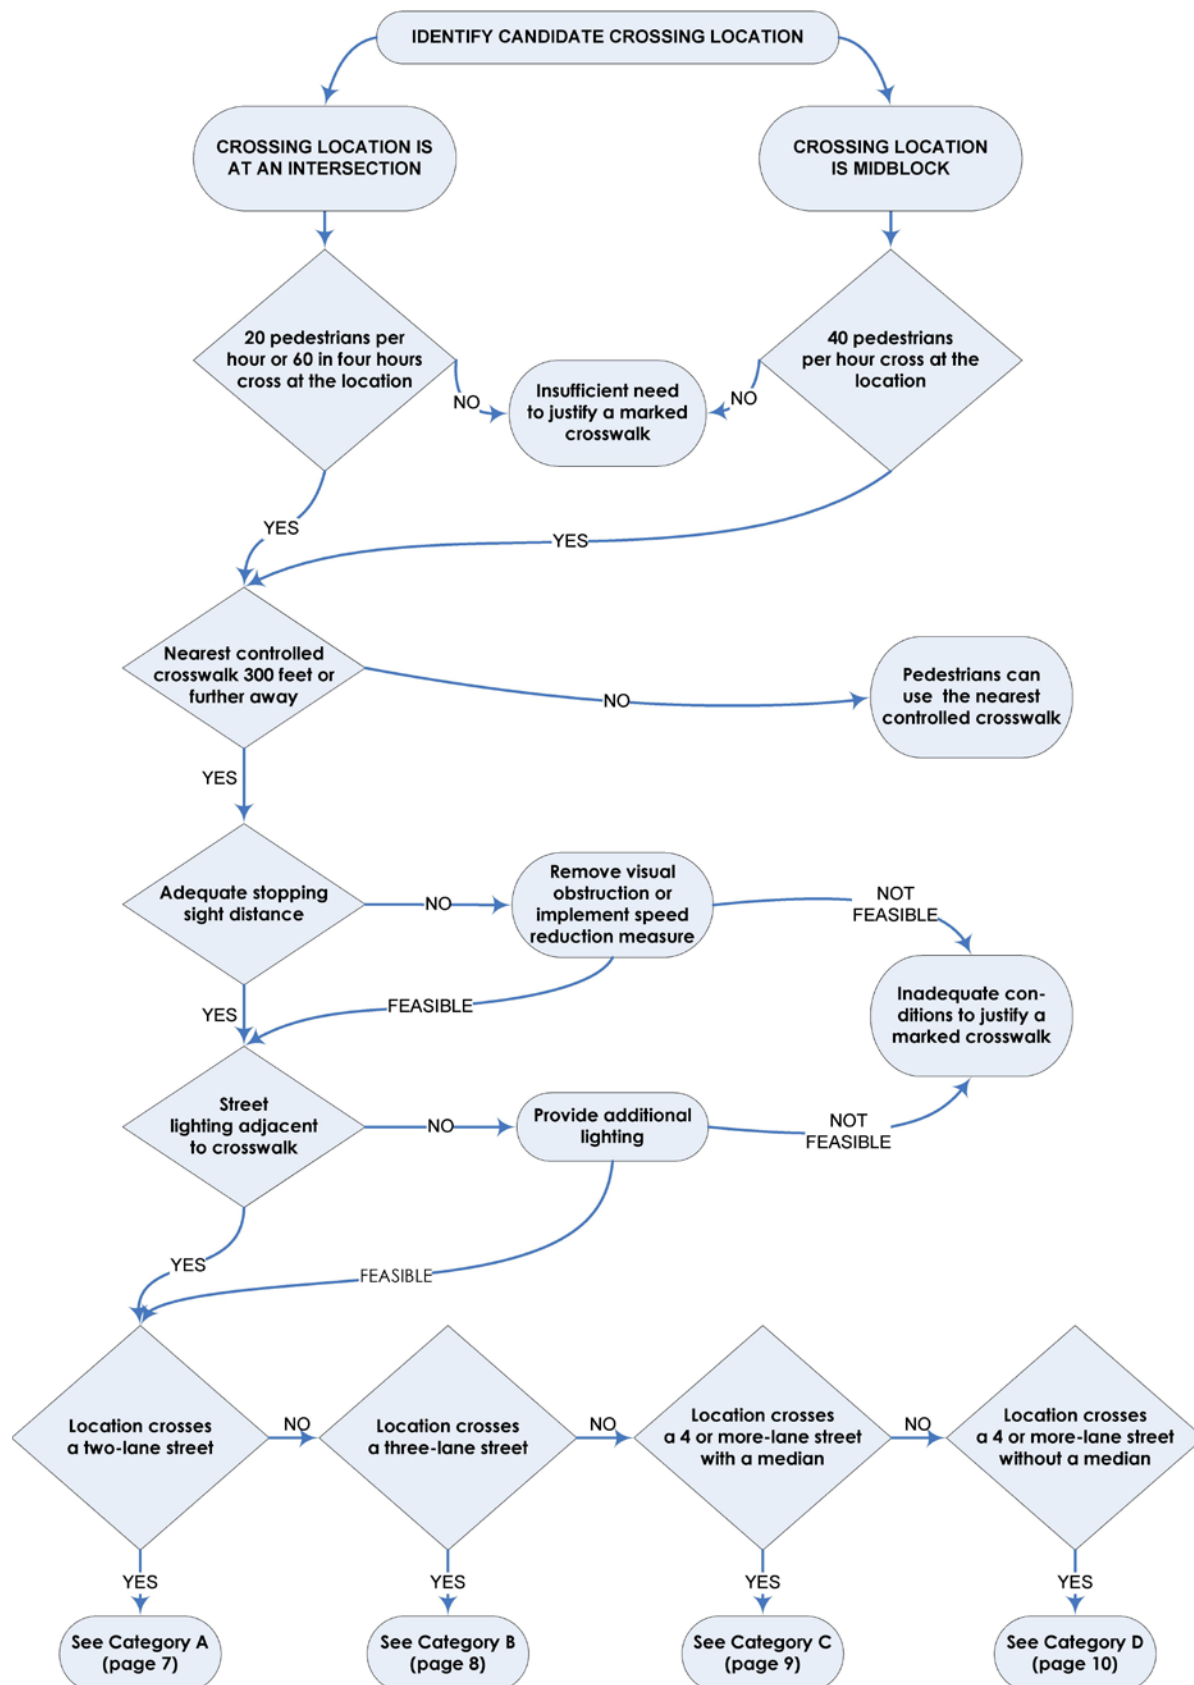 IDENTIFY CANDIDATE CROSSING LOCATION
CROSSING LOCATION IS
AT AN INTERSECTION
CROSSING LOCATION
IS MIDBLOCK
20 pedestrians per
hour or 60 in four hours
cross at the location
40 pedestrians
per hour cross at the
location
NO
NO
Insufficient need
to justify a marked
crosswalk
YES
YES
Nearest controlled
crosswalk 300 feet or
further away
NO
Pedestrians can
use the nearest
controlled crosswalk
YES
Adequate stopping
sight distance
NO
Remove visual
obstruction or
implement speed
reduction measure
NOT
FEASIBLE
YES
FEASIBLE
Inadequate con-
ditions to justify a
marked crosswalk
Street
lighting adjacent
to crosswalk
NO
Provide additional
lighting
NOT
FEASIBLE
YES
FEASIBLE
Location crosses
a two-lane street
NO
Location crosses
a three-lane street
NO
Location crosses
a 4 or more-lane street
with a median
NO
Location crosses
a 4 or more-lane street
without a median
YES
YES
YES
YES
See Category A
(page 7)
See Category B
(page 8)
See Category C
(page 9)
See Category D
(page 10)